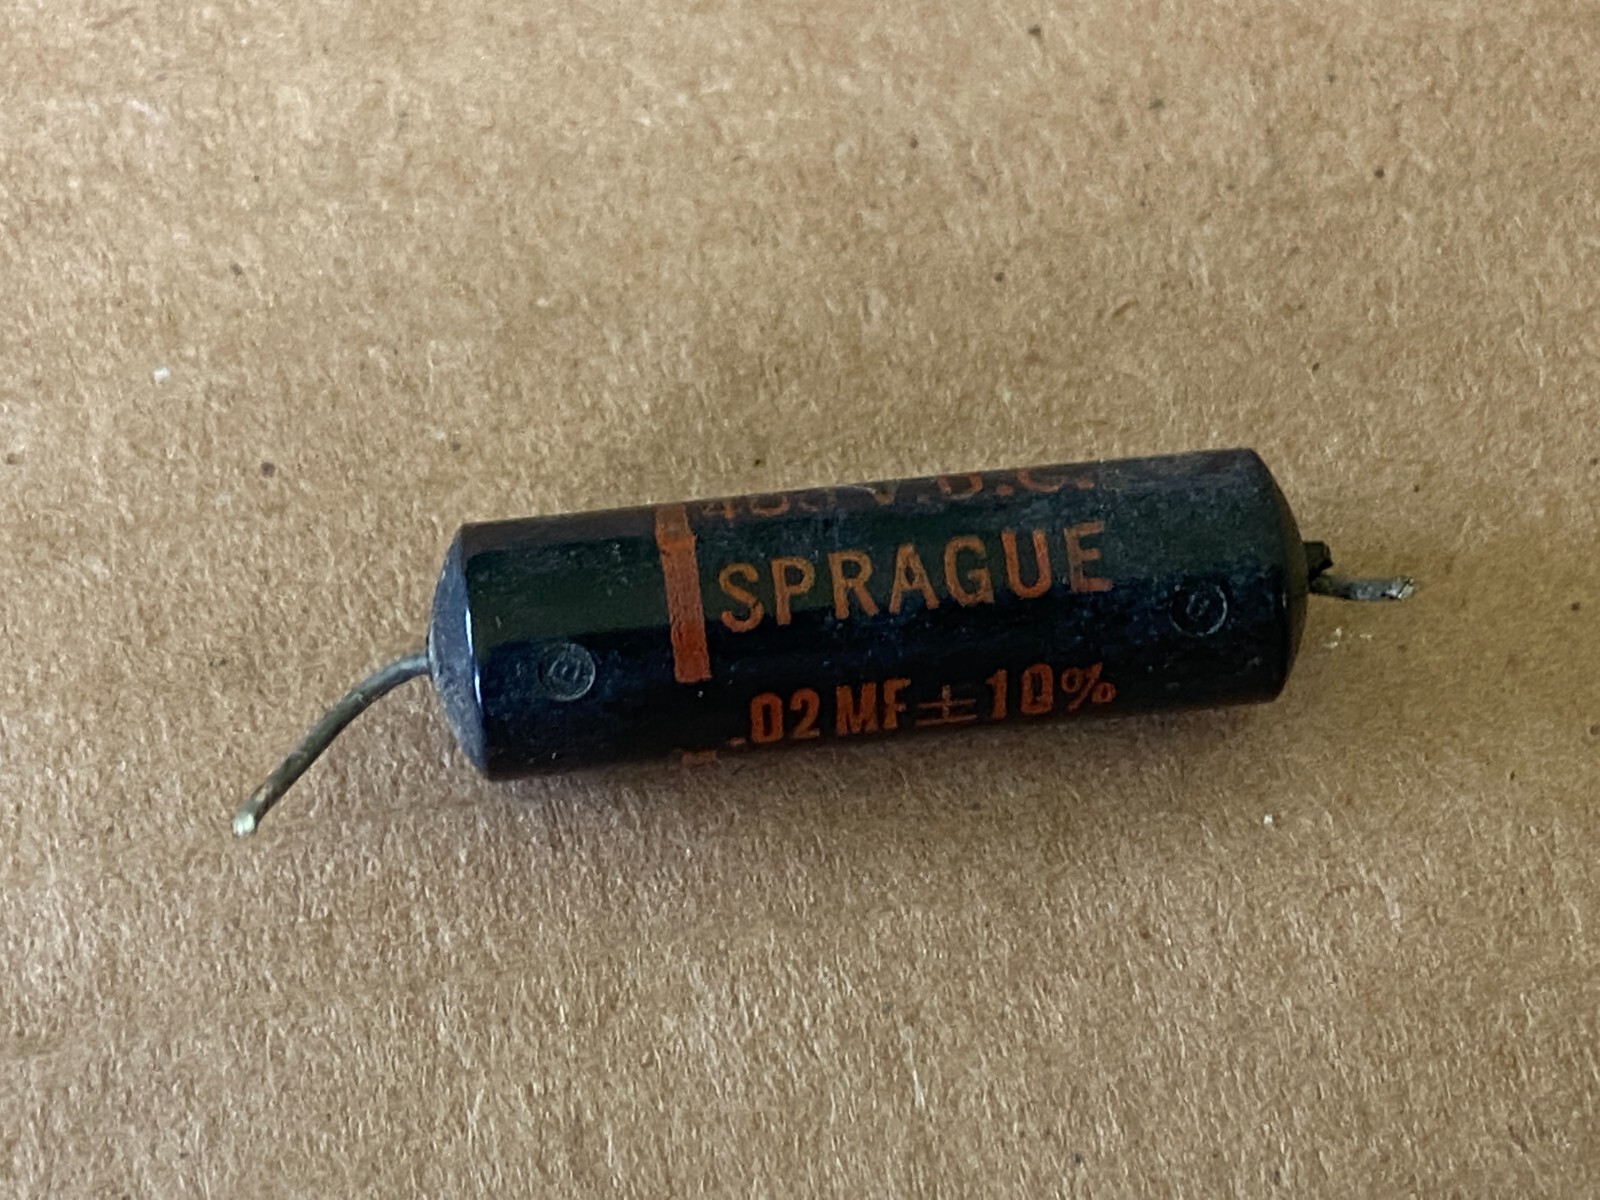 V.D.C.
SPRAGUE
.02 MF ± 10%